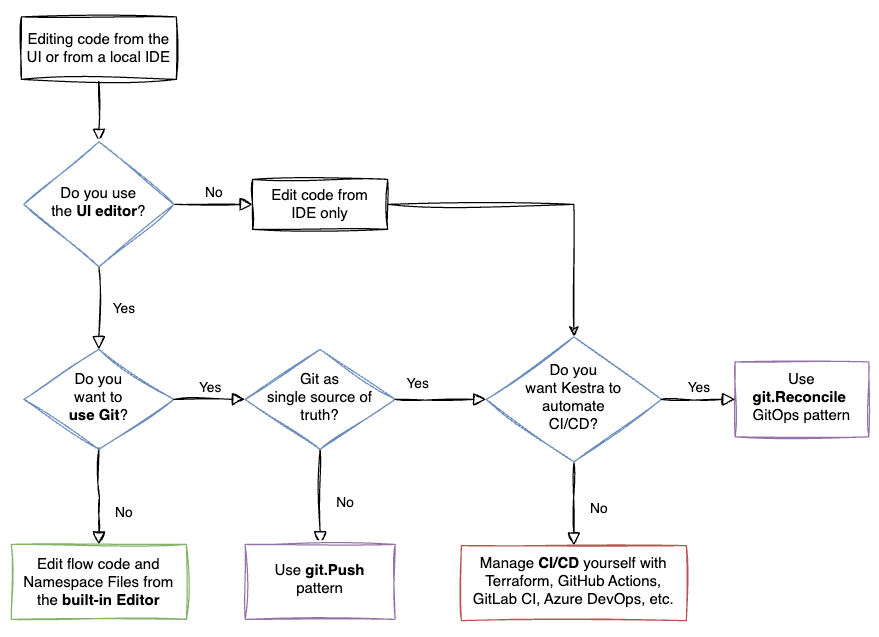 Editing code from the
UI or from a local IDE
Do you use
the UI editor?
No
Edit code from
IDE only
Yes
Do you
want to
use Git?
Yes
Git as
single source of
truth?
Yes
Do you
want Kestra to
automate
CI/CD?
Yes
Use
git.Reconcile
GitOps pattern
No
No
No
Edit flow code and
Namespace Files from
the built-in Editor
Use git.Push
pattern
Manage CI/CD yourself with
Terraform, GitHub Actions,
GitLab CI, Azure DevOps, etc.